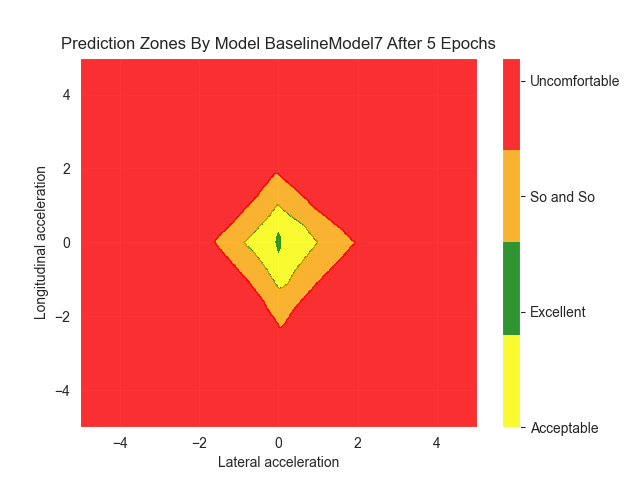 Prediction Zones By Model BaselineModel7 After 5 Epochs
Longitudinal acceleration
4
2
0
−2
−4
−4
−2
0
2
4
Lateral acceleration
Uncomfortable
So and So
Excellent
Acceptable